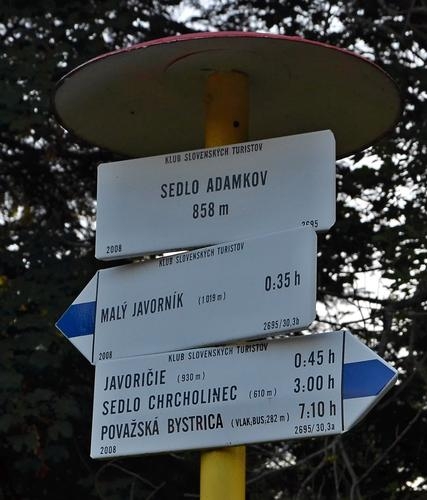 KLUB SLOVENSKÝCH TURISTOV
SEDLO ADAMKOV
858 m
2008 2695
KLUB SLOVENSKÝCH TURISTOV
MALÝ JAVORNÍK (1019 m) 0:35 h
2008 2695/30,3b
KLUB SLOVENSKÝCH TURISTOV
JAVORIČIE (930 m) 0:45 h
SEDLO CHRCHOLINEC (610 m) 3:00 h
POVAŽSKÁ BYSTRICA (VLAK,BUS,282 m) 7:10 h
2008 2695/30,3a